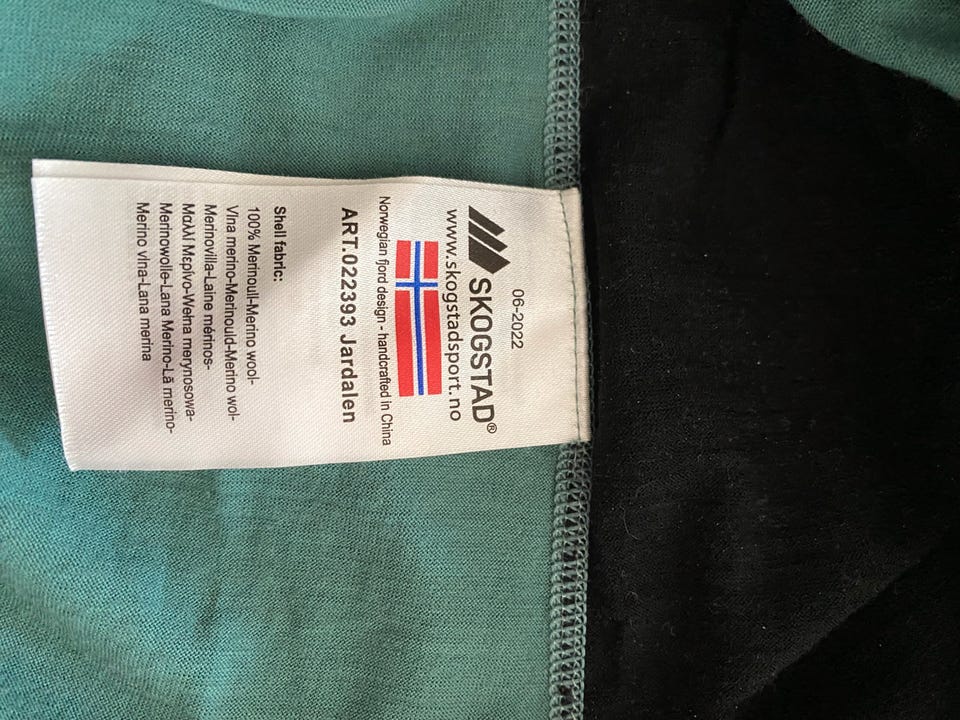 06-2022
SKOGSTAD®
www.skogstadsport.no
Norwegian fjord design - handcrafted in China
ART.022393 Jardalen
Shell fabric:
100% Merinoull-Merino wool-
Vlna merino-Merinould-Merino wol-
Merinovilla-Laine mérinos-
Μαλλί Μερίνο-Wełna merynosowa-
Merinowolle-Lana Merino-Lã merino-
Merino vlna-Lana merina